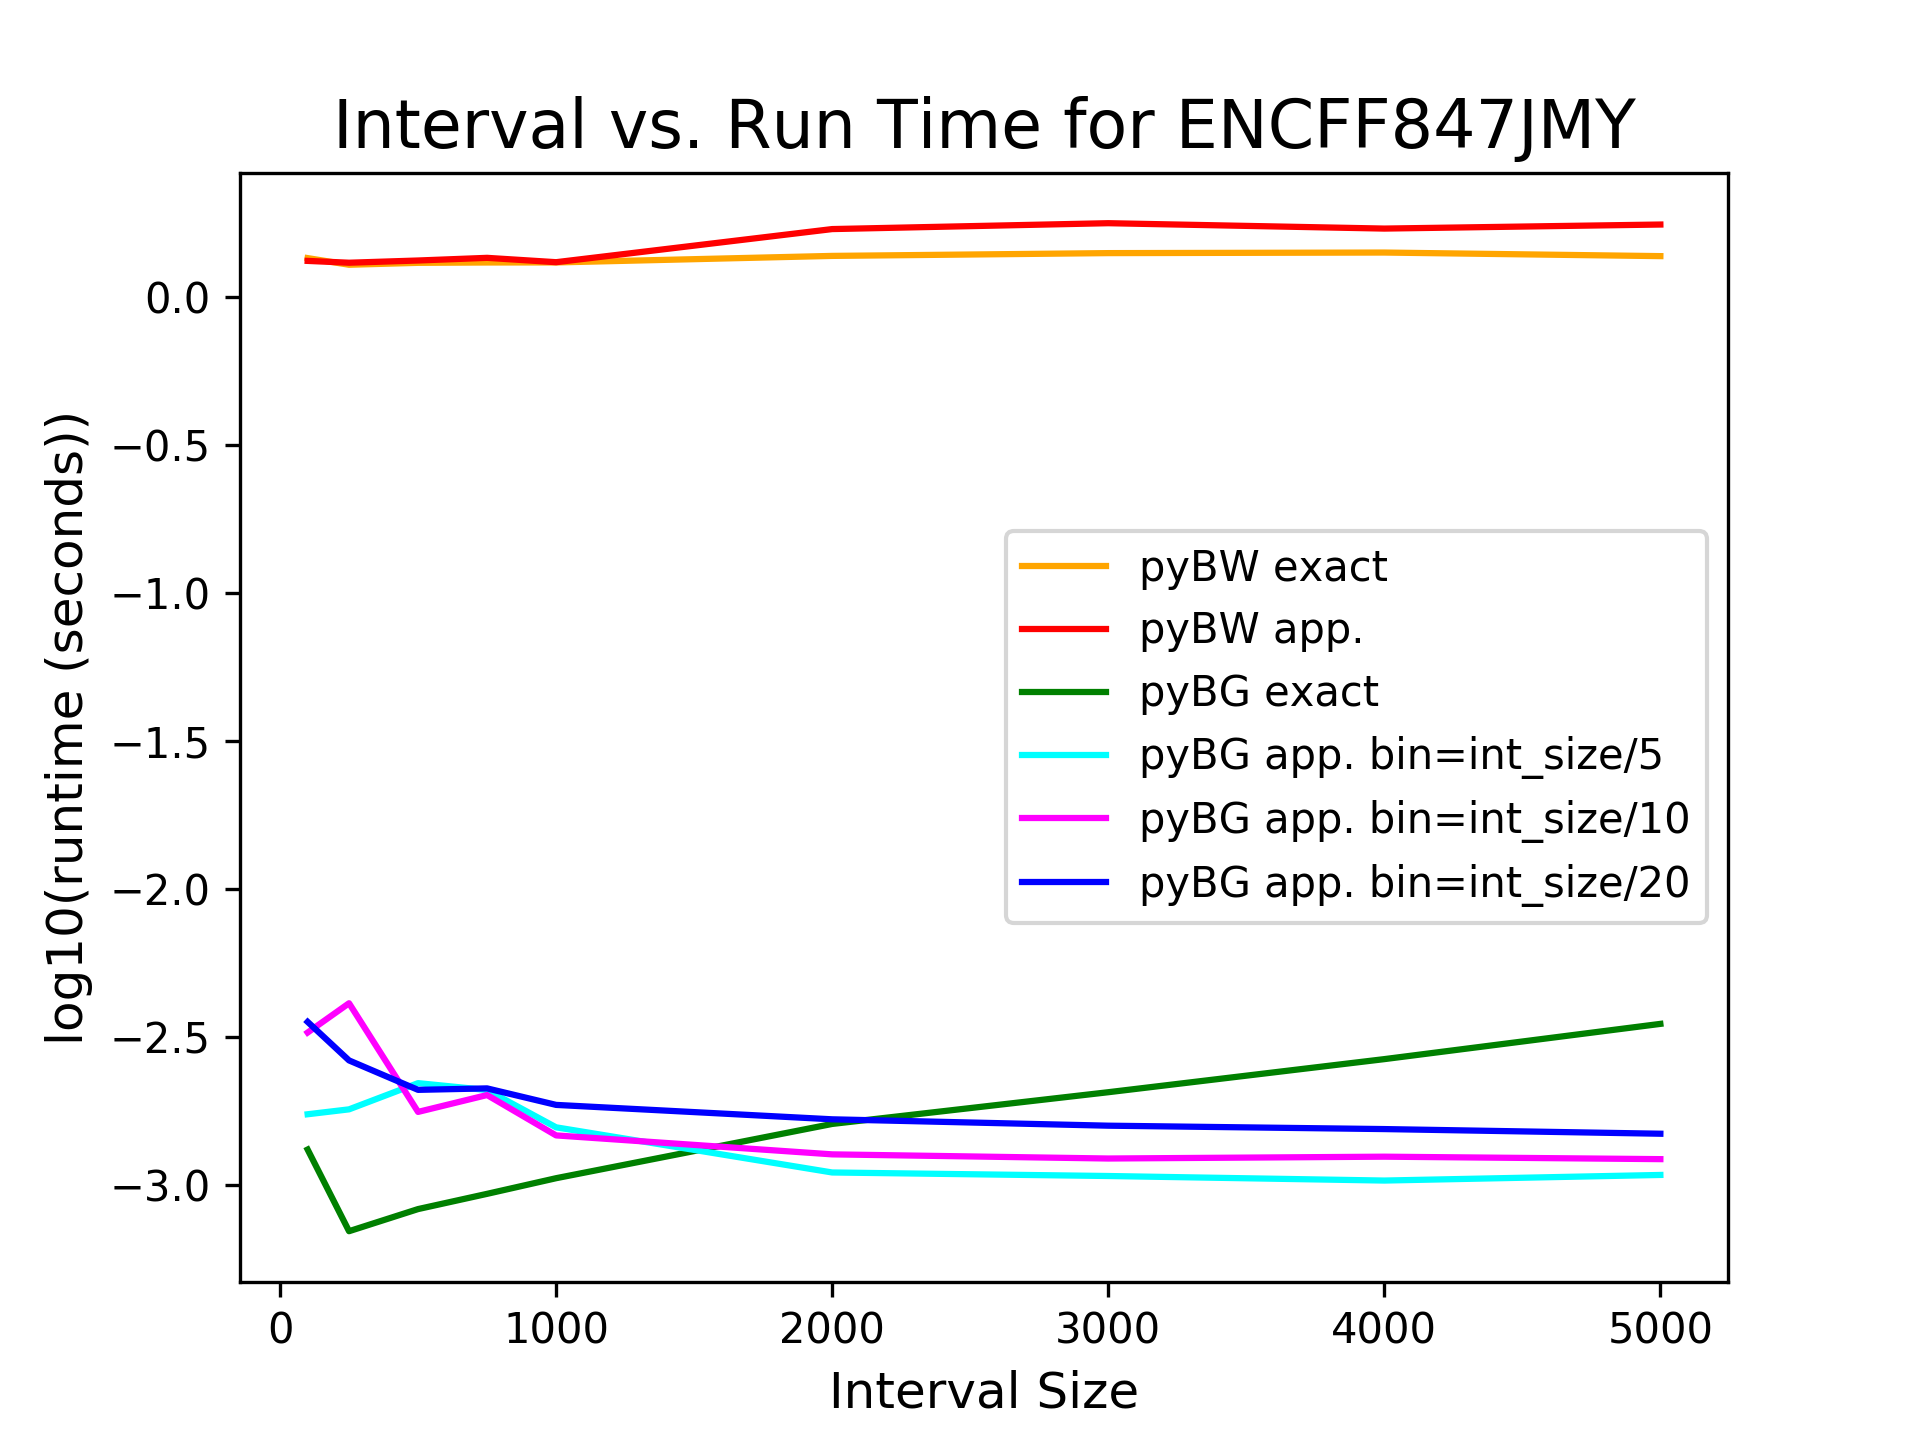 Interval vs. Run Time for ENCFF847JMY
log10(runtime (seconds))
0.0
−0.5
−1.0
−1.5
−2.0
−2.5
−3.0
pyBW exact
pyBW app.
pyBG exact
pyBG app. bin=int_size/5
pyBG app. bin=int_size/10
pyBG app. bin=int_size/20
0 1000 2000 3000 4000 5000
Interval Size